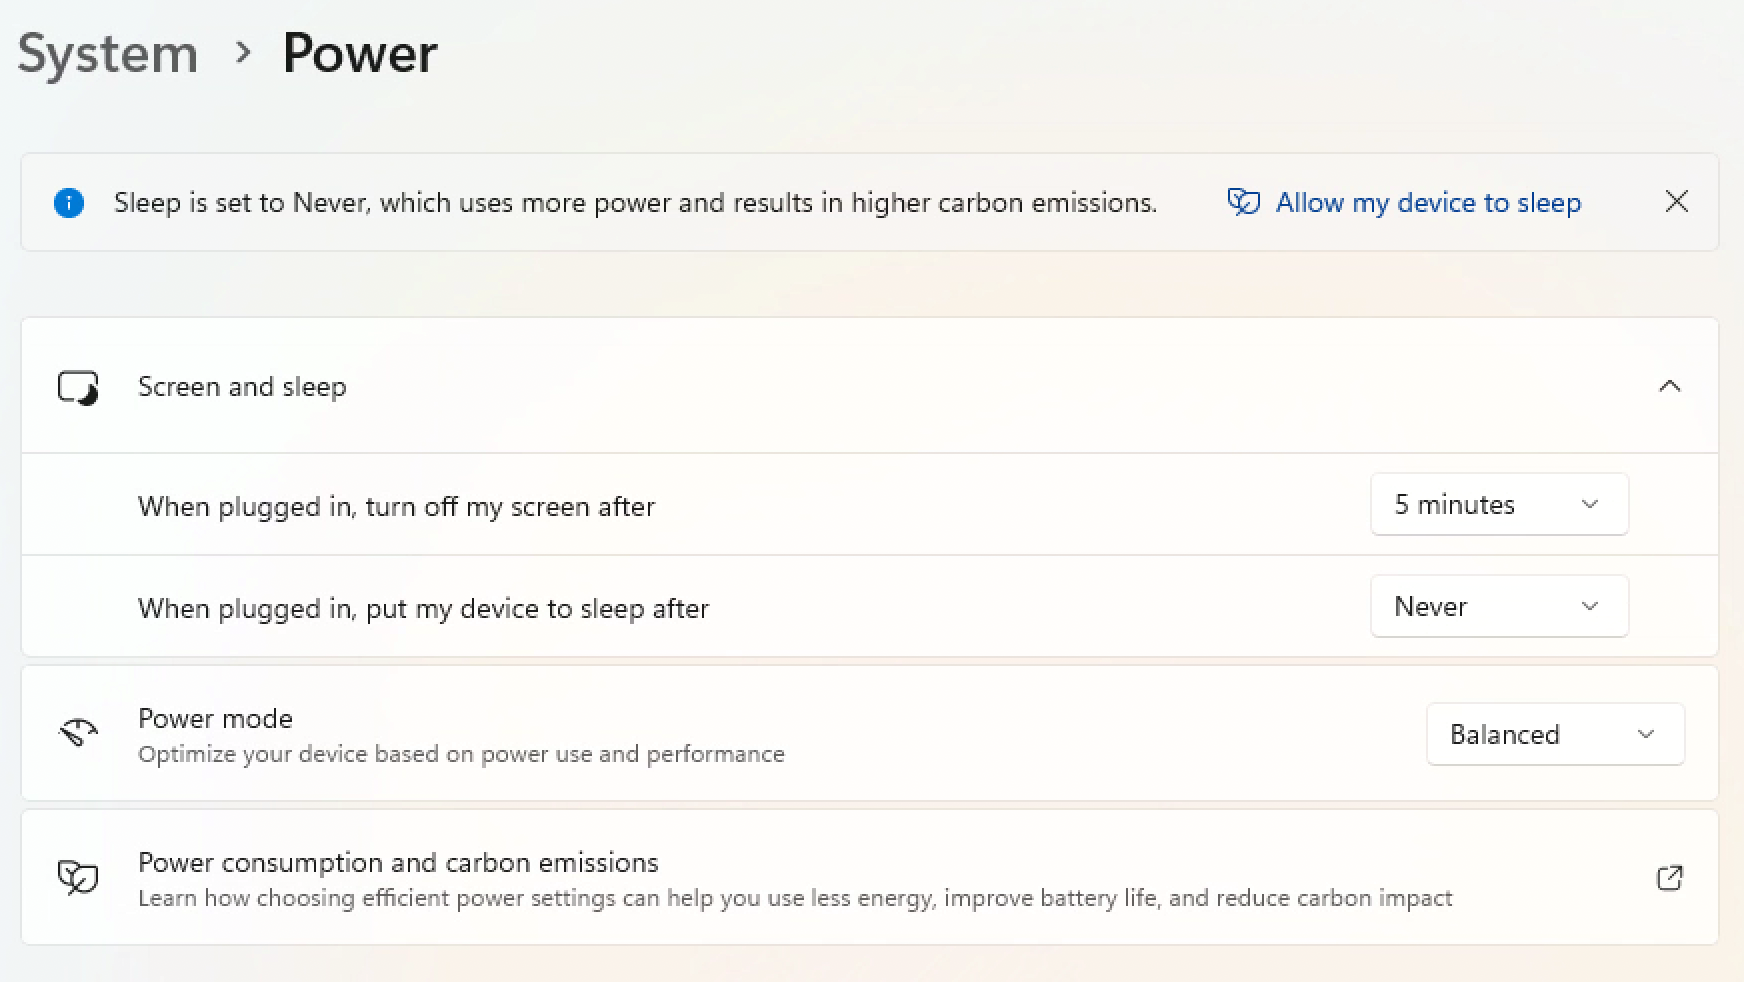 System > Power
Sleep is set to Never, which uses more power and results in higher carbon emissions. Allow my device to sleep
Screen and sleep
When plugged in, turn off my screen after 5 minutes
When plugged in, put my device to sleep after Never
Power mode
Optimize your device based on power use and performance
Balanced
Power consumption and carbon emissions
Learn how choosing efficient power settings can help you use less energy, improve battery life, and reduce carbon impact